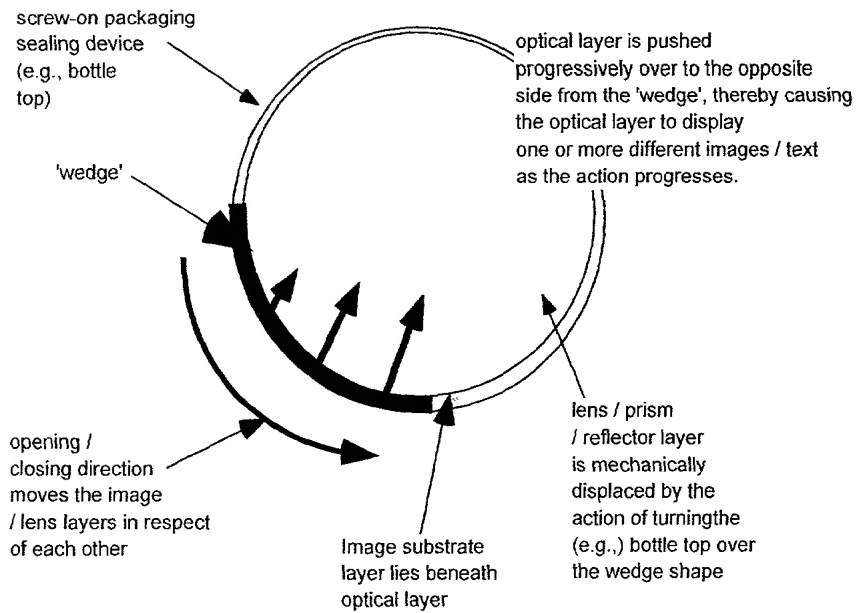 screw-on packaging
sealing device
(e.g., bottle
top)
optical layer is pushed
progressively over to the opposite
side from the 'wedge', thereby causing
the optical layer to display
one or more different images / text
as the action progresses.
'wedge'
opening /
closing direction
moves the image
/ lens layers in respect
of each other
Image substrate
layer lies beneath
optical layer
lens / prism
/ reflector layer
is mechanically
displaced by the
action of turningthe
(e.g.,) bottle top over
the wedge shape